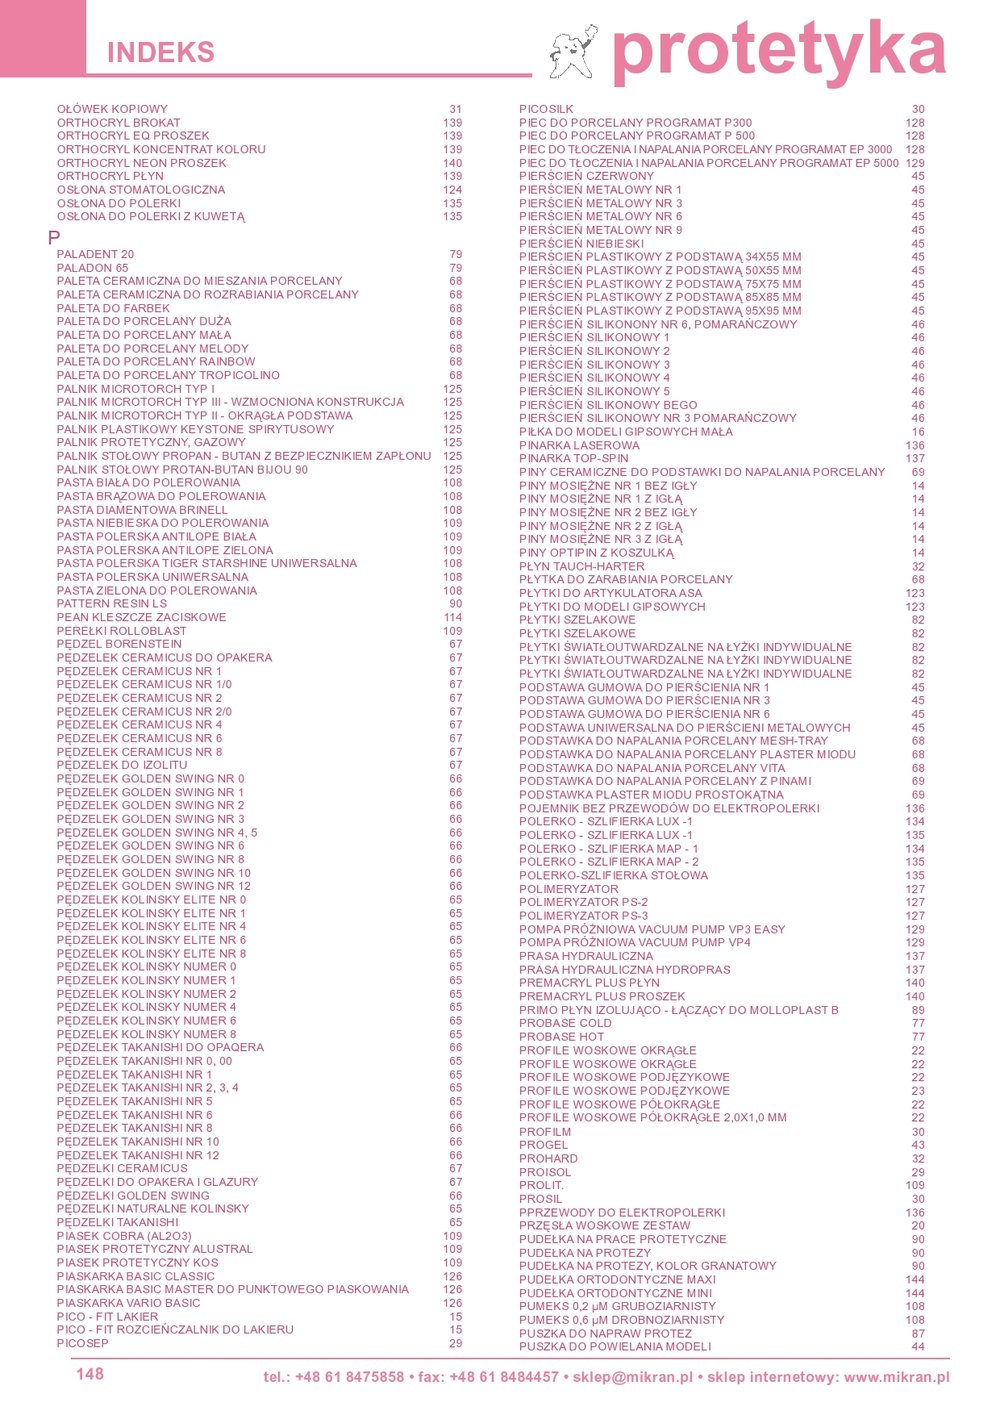 INDEKS
protetyka
OŁÓWEK KOPIOWY 31
ORTHOCRYL BROKAT 139
ORTHOCRYL EQ PROSZEK 139
ORTHOCRYL KONCENTRAT KOLORU 139
ORTHOCRYL NEON PROSZEK 140
ORTHOCRYL PŁYN 139
OSŁONA STOMATOLOGICZNA 124
OSŁONA DO POLERKI 135
OSŁONA DO POLERKI Z KUWETĄ 135
P
PALADENT 20 79
PALADON 65 79
PALETA CERAMICZNA DO MIESZANIA PORCELANY 68
PALETA CERAMICZNA DO ROZRABIANIA PORCELANY 68
PALETA DO FARBEK 68
PALETA DO PORCELANY DUŻA 68
PALETA DO PORCELANY MAŁA 68
PALETA DO PORCELANY MELODY 68
PALETA DO PORCELANY RAINBOW 68
PALETA DO PORCELANY TROPICOLINO 68
PALNIK MICROTORCH TYP I 125
PALNIK MICROTORCH TYP III - WZMOCNIONA KONSTRUKCJA 125
PALNIK MICROTORCH TYP II - OKRĄGŁA PODSTAWA 125
PALNIK PLASTIKOWY KEYSTONE SPIRYTUSOWY 125
PALNIK PROTETYCZNY, GAZOWY 125
PALNIK STOŁOWY PROPAN - BUTAN Z BEZPIECZNIKIEM ZAPŁONU 125
PALNIK STOŁOWY PROTAN-BUTAN BIJOU 90 125
PASTA BIAŁA DO POLEROWANIA 108
PASTA BRĄZOWA DO POLEROWANIA 108
PASTA DIAMENTOWA BRINELL 108
PASTA NIEBIESKA DO POLEROWANIA 109
PASTA POLERSKA ANTILOPE BIAŁA 109
PASTA POLERSKA ANTILOPE ZIELONA 109
PASTA POLERSKA TIGER STARSHINE UNIWERSALNA 108
PASTA POLERSKA UNIWERSALNA 108
PASTA ZIELONA DO POLEROWANIA 108
PATTERN RESIN LS 90
PEAN KLESZCZE ZACISKOWE 114
PEREŁKI ROLLOBLAST 109
PĘDZEL BORENSTEIN 67
PĘDZELEK CERAMICUS DO OPAKERA 67
PĘDZELEK CERAMICUS NR 1 67
PĘDZELEK CERAMICUS NR 1/0 67
PĘDZELEK CERAMICUS NR 2 67
PĘDZELEK CERAMICUS NR 2/0 67
PĘDZELEK CERAMICUS NR 4 67
PĘDZELEK CERAMICUS NR 6 67
PĘDZELEK CERAMICUS NR 8 67
PĘDZELEK DO IZOLITU 67
PĘDZELEK GOLDEN SWING NR 0 66
PĘDZELEK GOLDEN SWING NR 1 66
PĘDZELEK GOLDEN SWING NR 2 66
PĘDZELEK GOLDEN SWING NR 3 66
PĘDZELEK GOLDEN SWING NR 4, 5 66
PĘDZELEK GOLDEN SWING NR 6 66
PĘDZELEK GOLDEN SWING NR 8 66
PĘDZELEK GOLDEN SWING NR 10 66
PĘDZELEK GOLDEN SWING NR 12 66
PĘDZELEK KOLINSKY ELITE NR 0 65
PĘDZELEK KOLINSKY ELITE NR 1 65
PĘDZELEK KOLINSKY ELITE NR 4 65
PĘDZELEK KOLINSKY ELITE NR 6 65
PĘDZELEK KOLINSKY ELITE NR 8 65
PĘDZELEK KOLINSKY NUMER 0 65
PĘDZELEK KOLINSKY NUMER 1 65
PĘDZELEK KOLINSKY NUMER 2 65
PĘDZELEK KOLINSKY NUMER 4 65
PĘDZELEK KOLINSKY NUMER 6 65
PĘDZELEK KOLINSKY NUMER 8 65
PĘDZELEK TAKANISHI DO OPAQERA 66
PĘDZELEK TAKANISHI NR 0, 00 65
PĘDZELEK TAKANISHI NR 1 65
PĘDZELEK TAKANISHI NR 2, 3, 4 65
PĘDZELEK TAKANISHI NR 5 65
PĘDZELEK TAKANISHI NR 6 66
PĘDZELEK TAKANISHI NR 8 66
PĘDZELEK TAKANISHI NR 10 66
PĘDZELEK TAKANISHI NR 12 66
PĘDZELKI CERAMICUS 67
PĘDZELKI DO OPAKERA I GLAZURY 67
PĘDZELKI GOLDEN SWING 66
PĘDZELKI NATURALNE KOLINSKY 65
PĘDZELKI TAKANISHI 65
PIASEK COBRA (AL2O3) 109
PIASEK PROTETYCZNY ALUSTRAL 109
PIASEK PROTETYCZNY KOS 109
PIASKARKA BASIC CLASSIC 126
PIASKARKA BASIC MASTER DO PUNKTOWEGO PIASKOWANIA 126
PIASKARKA VARIO BASIC 126
PICO - FIT LAKIER 15
PICO - FIT ROZCIEŃCZALNIK DO LAKIERU 15
PICOSEP 29
PICOSILK 30
PIEC DO PORCELANY PROGRAMAT P300 128
PIEC DO PORCELANY PROGRAMAT P 500 128
PIEC DO TŁOCZENIA I NAPALANIA PORCELANY PROGRAMAT EP 3000 128
PIEC DO TŁOCZENIA I NAPALANIA PORCELANY PROGRAMAT EP 5000 129
PIERŚCIEŃ CZERWONY 45
PIERŚCIEŃ METALOWY NR 1 45
PIERŚCIEŃ METALOWY NR 3 45
PIERŚCIEŃ METALOWY NR 6 45
PIERŚCIEŃ METALOWY NR 9 45
PIERŚCIEŃ NIEBIESKI 45
PIERŚCIEŃ PLASTIKOWY Z PODSTAWĄ 34X55 MM 45
PIERŚCIEŃ PLASTIKOWY Z PODSTAWĄ 50X55 MM 45
PIERŚCIEŃ PLASTIKOWY Z PODSTAWĄ 75X75 MM 45
PIERŚCIEŃ PLASTIKOWY Z PODSTAWĄ 85X85 MM 45
PIERŚCIEŃ PLASTIKOWY Z PODSTAWĄ 95X95 MM 45
PIERŚCIEŃ SILIKONONY NR 6, POMARAŃCZOWY 46
PIERŚCIEŃ SILIKONOWY 1 46
PIERŚCIEŃ SILIKONOWY 2 46
PIERŚCIEŃ SILIKONOWY 3 46
PIERŚCIEŃ SILIKONOWY 4 46
PIERŚCIEŃ SILIKONOWY 5 46
PIERŚCIEŃ SILIKONOWY BEGO 46
PIERŚCIEŃ SILIKONOWY NR 3 POMARAŃCZOWY 46
PIŁKA DO MODELI GIPSOWYCH MAŁA 16
PINARKA LASEROWA 136
PINARKA TOP-SPIN 137
PINY CERAMICZNE DO PODSTAWKI DO NAPALANIA PORCELANY 69
PINY MOSIĘŻNE NR 1 BEZ IGŁY 14
PINY MOSIĘŻNE NR 1 Z IGŁĄ 14
PINY MOSIĘŻNE NR 2 BEZ IGŁY 14
PINY MOSIĘŻNE NR 2 Z IGŁĄ 14
PINY MOSIĘŻNE NR 3 Z IGŁĄ 14
PINY OPTIPIN Z KOSZULKĄ 14
PŁYN TAUCH-HARTER 32
PŁYTKA DO ZARABIANIA PORCELANY 68
PŁYTKI DO ARTYKULATORA ASA 123
PŁYTKI DO MODELI GIPSOWYCH 123
PŁYTKI SZELAKOWE 82
PŁYTKI SZELAKOWE 82
PŁYTKI ŚWIATŁOUTWARDZALNE NA ŁYŻKI INDYWIDUALNE 82
PŁYTKI ŚWIATŁOUTWARDZALNE NA ŁYŻKI INDYWIDUALNE 82
PŁYTKI ŚWIATŁOUTWARDZALNE NA ŁYŻKI INDYWIDUALNE 82
PODSTAWA GUMOWA DO PIERŚCIENIA NR 1 45
PODSTAWA GUMOWA DO PIERŚCIENIA NR 3 45
PODSTAWA GUMOWA DO PIERŚCIENIA NR 6 45
PODSTAWA UNIWERSALNA DO PIERŚCIENI METALOWYCH 45
PODSTAWKA DO NAPALANIA PORCELANY MESH-TRAY 68
PODSTAWKA DO NAPALANIA PORCELANY PLASTER MIODU 68
PODSTAWKA DO NAPALANIA PORCELANY VITA 68
PODSTAWKA DO NAPALANIA PORCELANY Z PINAMI 69
PODSTAWKA PLASTER MIODU PROSTOKĄTNA 69
POJEMNIK BEZ PRZEWODÓW DO ELEKTROPOLERKI 136
POLERKO - SZLIFIERKA LUX -1 134
POLERKO - SZLIFIERKA LUX -1 135
POLERKO - SZLIFIERKA MAP - 1 134
POLERKO - SZLIFIERKA MAP - 2 135
POLERKO-SZLIFIERKA STOŁOWA 135
POLIMERYZATOR 127
POLIMERYZATOR PS-2 127
POLIMERYZATOR PS-3 127
POMPA PRÓŻNIOWA VACUUM PUMP VP3 EASY 129
POMPA PRÓŻNIOWA VACUUM PUMP VP4 129
PRASA HYDRAULICZNA 137
PRASA HYDRAULICZNA HYDROPRAS 137
PREMACRYL PLUS PŁYN 140
PREMACRYL PLUS PROSZEK 140
PRIMO PŁYN IZOLUJĄCO - ŁĄCZĄCY DO MOLLOPLAST B 89
PROBASE COLD 77
PROBASE HOT 77
PROFILE WOSKOWE OKRĄGŁE 22
PROFILE WOSKOWE OKRĄGŁE 22
PROFILE WOSKOWE PODJĘZYKOWE 22
PROFILE WOSKOWE PODJĘZYKOWE 23
PROFILE WOSKOWE PÓŁOKRĄGŁE 22
PROFILE WOSKOWE PÓŁOKRĄGŁE 2,0X1,0 MM 22
PROFILM 30
PROGEL 43
PROHARD 32
PROISOL 29
PROLIT. 109
PROSIL 30
PPRZEWODY DO ELEKTROPOLERKI 136
PRZĘSŁA WOSKOWE ZESTAW 20
PUDEŁKA NA PRACE PROTETYCZNE 90
PUDEŁKA NA PROTEZY 90
PUDEŁKA NA PROTEZY, KOLOR GRANATOWY 90
PUDEŁKA ORTODONTYCZNE MAXI 144
PUDEŁKA ORTODONTYCZNE MINI 144
PUMEKS 0,2 µM GRUBOZIARNISTY 108
PUMEKS 0,6 µM DROBNOZIARNISTY 108
PUSZKA DO NAPRAW PROTEZ 87
PUSZKA DO POWIELANIA MODELI 44
148
tel.: +48 61 8475858 • fax: +48 61 8484457 • sklep@mikran.pl • sklep internetowy: www.mikran.pl